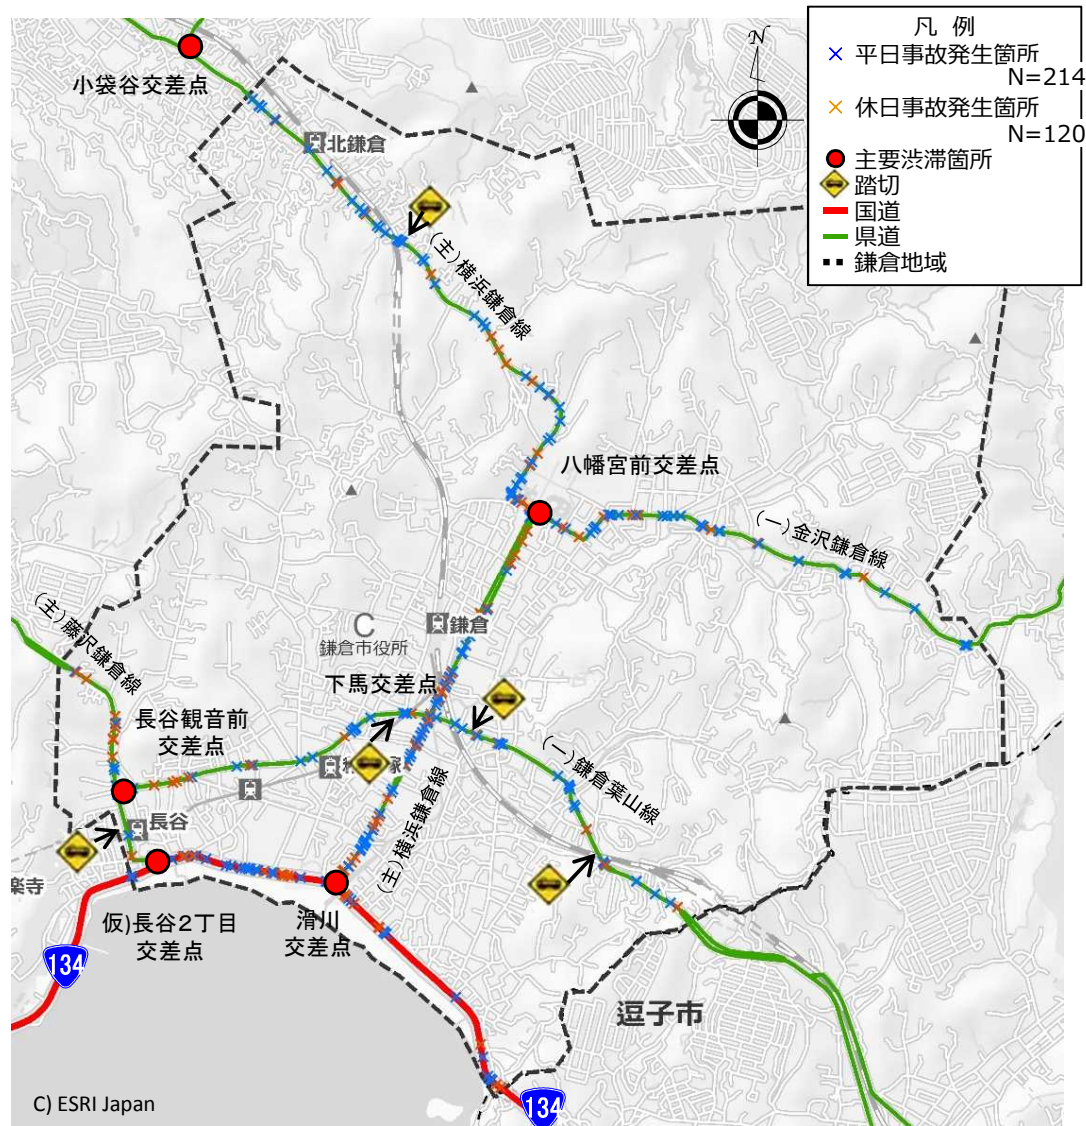 凡 例
平日事故発生箇所
N=214
休日事故発生箇所
N=120
主要渋滞箇所
踏切
国道
県道
鎌倉地域
N
小袋谷交差点
北鎌倉
(主)横浜鎌倉線
八幡宮前交差点
(一)金沢鎌倉線
(主)藤沢鎌倉線
鎌倉
鎌倉市役所
下馬交差点
長谷観音前
交差点
(一)鎌倉葉山線
(主)横浜鎌倉線
長谷
楽寺
仮)長谷2丁目
交差点
滑川
交差点
134
逗子市
134
C) ESRI Japan